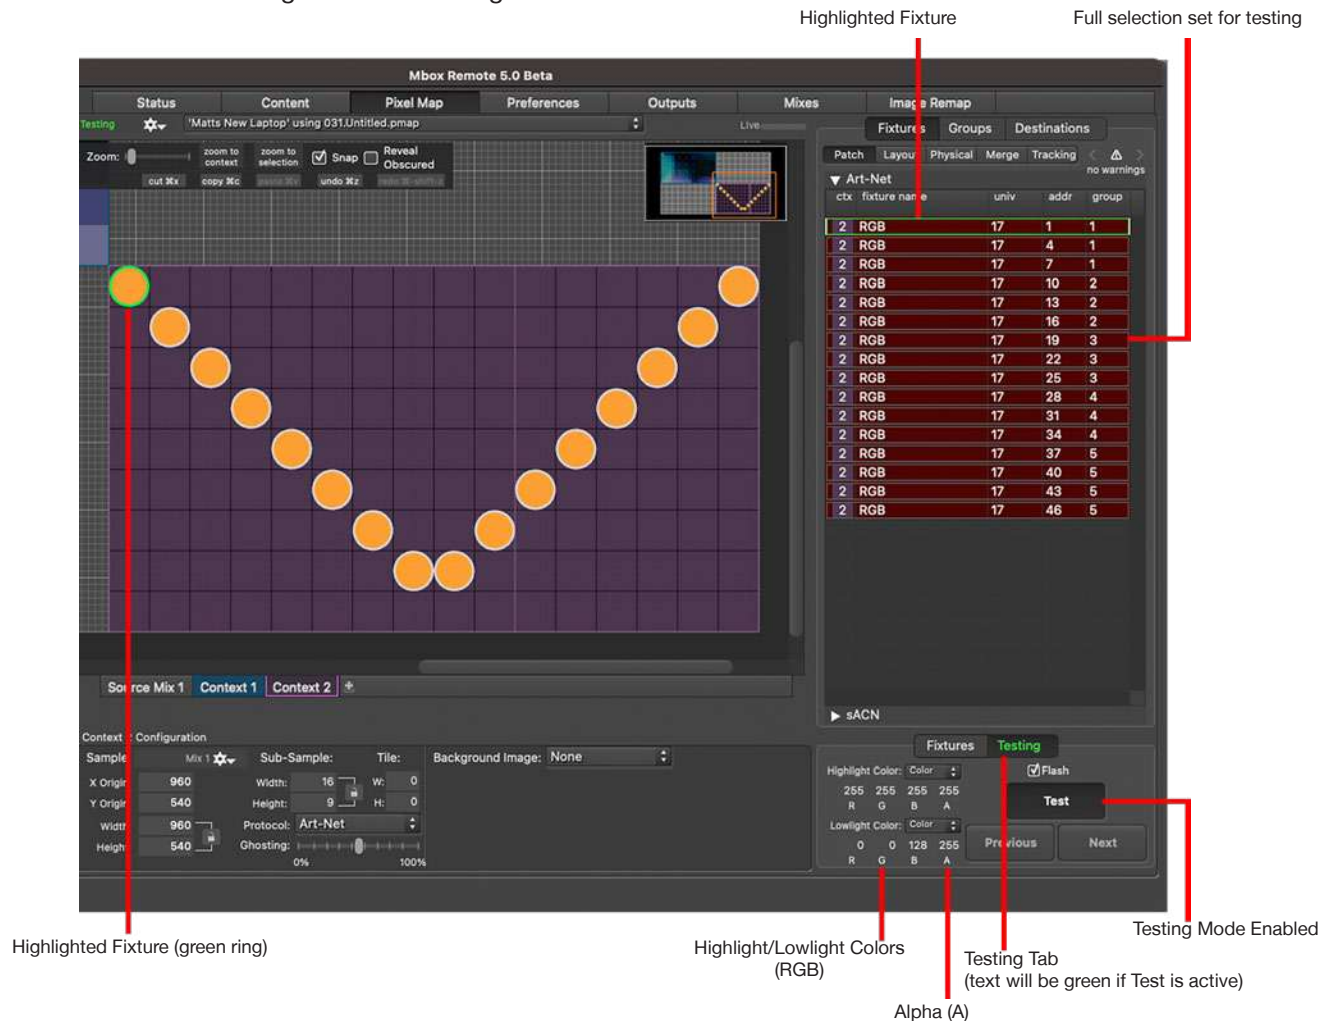 Highlighted Fixture
Full selection set for testing
Mbox Remote 5.0 Beta
Status Content Pixel Map Preferences Outputs Mixes Image Remap
Testing 'Matts New Laptop' using 031.Untitled.pmap Live
Fixtures Groups Destinations
Zoom: zoom to context zoom to selection Snap Reveal Obscured
cut ⌘x copy ⌘c paste ⌘v undo ⌘z redo ⌘-shift-z
Patch Layout Physical Merge Tracking < >
no warnings
▼ Art-Net
ctx fixture name univ addr group
2 RGB 17 1 1
2 RGB 17 4 1
2 RGB 17 7 1
2 RGB 17 10 2
2 RGB 17 13 2
2 RGB 17 16 2
2 RGB 17 19 3
2 RGB 17 22 3
2 RGB 17 25 3
2 RGB 17 28 4
2 RGB 17 31 4
2 RGB 17 34 4
2 RGB 17 37 5
2 RGB 17 40 5
2 RGB 17 43 5
2 RGB 17 46 5
▶ sACN
Source Mix 1 Context 1 Context 2 +
Context 2 Configuration
Sample Mix 1 Sub-Sample: Tile: Background Image: None
X Origin 960 Width: 16 W: 0
Y Origin 540 Height: 9 H: 0
Width 960 Protocol: Art-Net
Height 540 Ghosting:
0% 100%
Fixtures Testing
Highlight Color: Color Flash
255 255 255 255
R G B A
Test
Lowlight Color: Color
0 0 128 255
R G B A
Previous Next
Highlighted Fixture (green ring)
Highlight/Lowlight Colors
(RGB)
Alpha (A)
Testing Tab
(text will be green if Test is active)
Testing Mode Enabled